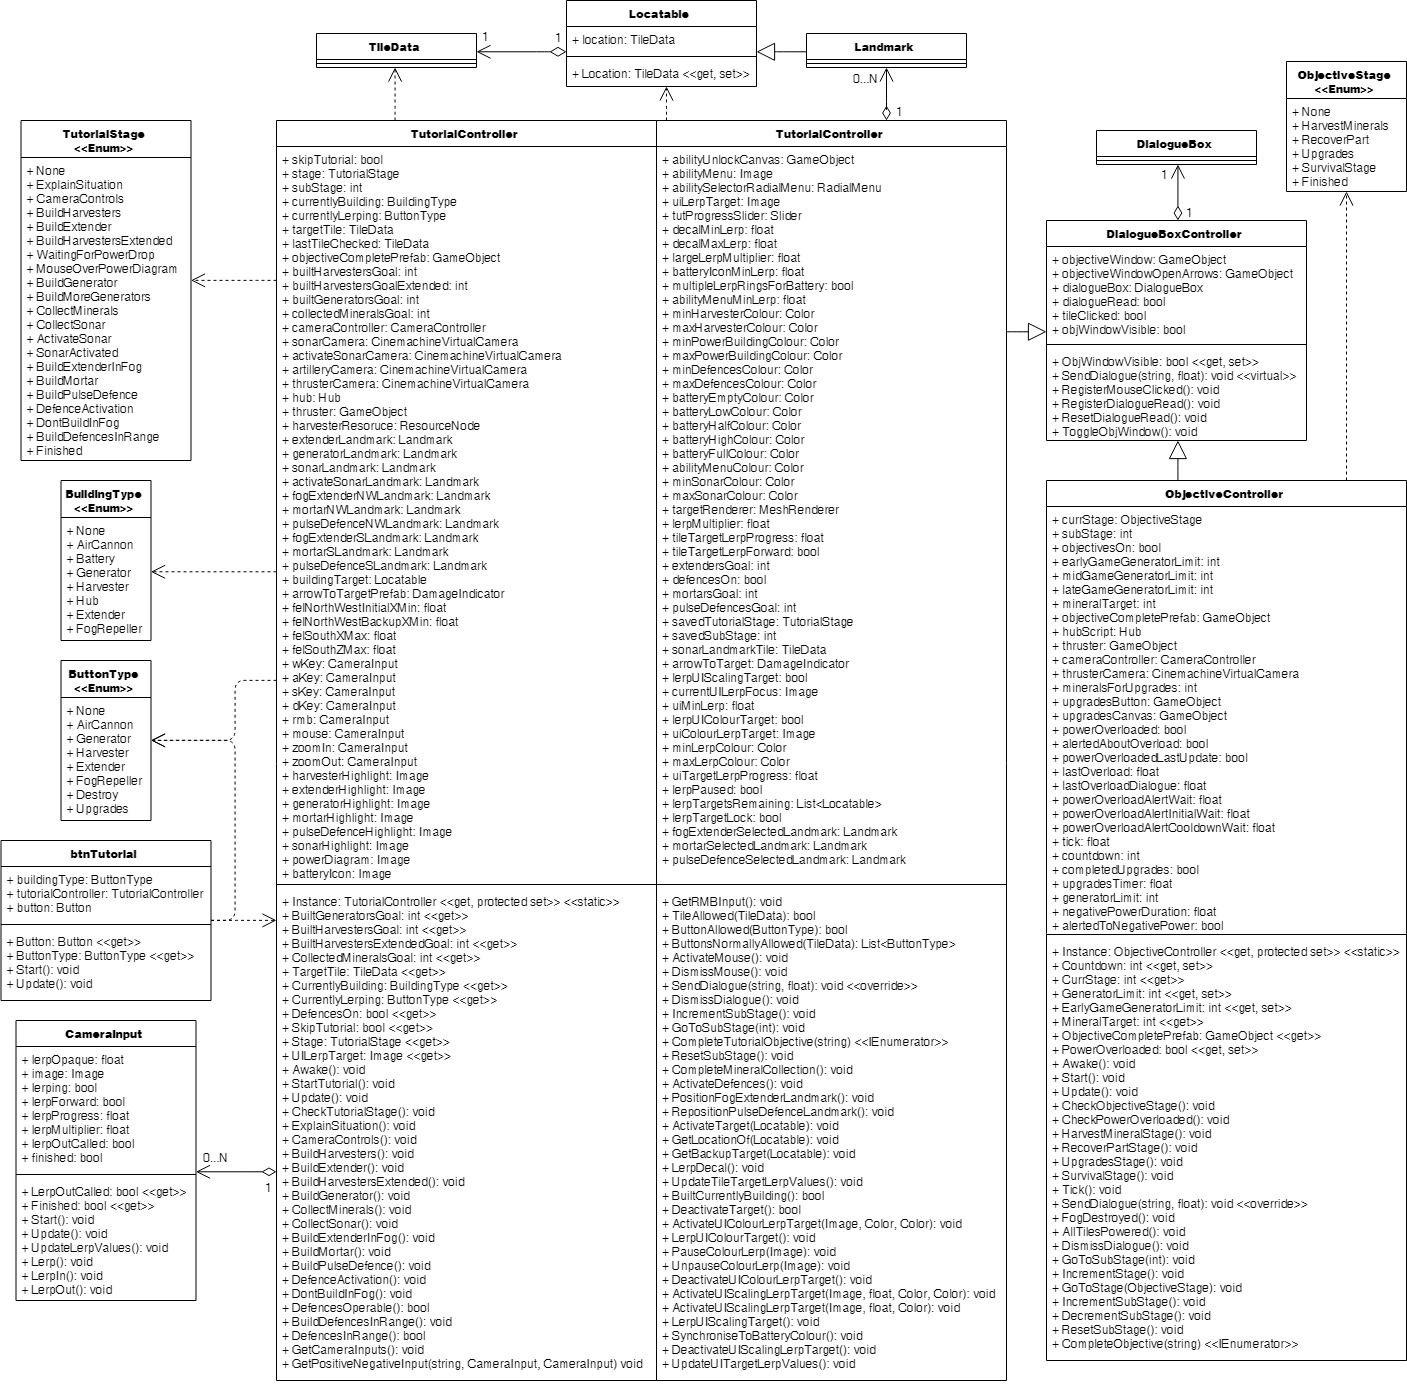 Locatable
+ location: TileData
+ Location: TileData <<get, set>>
TileData
1
1
Landmark
0...N
1
TutorialStage
<<Enum>>
+ None
+ ExplainSituation
+ CameraControls
+ BuildHarvesters
+ BuildExtender
+ BuildHarvestersExtended
+ WaitingForPowerDrop
+ MouseOverPowerDiagram
+ BuildGenerator
+ BuildMoreGenerators
+ CollectMinerals
+ CollectSonar
+ ActivateSonar
+ SonarActivated
+ BuildExtenderInFog
+ BuildMortar
+ BuildPulseDefence
+ DefenceActivation
+ DontBuildInFog
+ BuildDefencesInRange
+ Finished
BuildingType
<<Enum>>
+ None
+ AirCannon
+ Battery
+ Generator
+ Harvester
+ Hub
+ Extender
+ FogRepeller
ButtonType
<<Enum>>
+ None
+ AirCannon
+ Generator
+ Harvester
+ Extender
+ FogRepeller
+ Destroy
+ Upgrades
btnTutorial
+ buildingType: ButtonType
+ tutorialController: TutorialController
+ button: Button
+ Button: Button <<get>>
+ ButtonType: ButtonType <<get>>
+ Start(): void
+ Update(): void
CameraInput
+ lerpOpaque: float
+ image: Image
+ lerping: bool
+ lerpForward: bool
+ lerpProgress: float
+ lerpMultiplier: float
+ lerpOutCalled: bool
+ finished: bool
+ LerpOutCalled: bool <<get>>
+ Finished: bool <<get>>
+ Start(): void
+ Update(): void
+ UpdateLerpValues(): void
+ Lerp(): void
+ LerpIn(): void
+ LerpOut(): void
0...N
1
TutorialController
+ skipTutorial: bool
+ stage: TutorialStage
+ subStage: int
+ currentlyBuilding: BuildingType
+ currentlyLerping: ButtonType
+ targetTile: TileData
+ lastTileChecked: TileData
+ objectiveCompletePrefab: GameObject
+ builtHarvestersGoal: int
+ builtHarvestersGoalExtended: int
+ builtGeneratorsGoal: int
+ collectedMineralsGoal: int
+ cameraController: CameraController
+ sonarCamera: CinemachineVirtualCamera
+ activateSonarCamera: CinemachineVirtualCamera
+ artilleryCamera: CinemachineVirtualCamera
+ thrusterCamera: CinemachineVirtualCamera
+ hub: Hub
+ thruster: GameObject
+ harvesterResoruce: ResourceNode
+ extenderLandmark: Landmark
+ generatorLandmark: Landmark
+ sonarLandmark: Landmark
+ activateSonarLandmark: Landmark
+ fogExtenderNWLandmark: Landmark
+ mortarNWLandmark: Landmark
+ pulseDefenceNWLandmark: Landmark
+ fogExtenderSLandmark: Landmark
+ mortarSLandmark: Landmark
+ pulseDefenceSLandmark: Landmark
+ buildingTarget: Locatable
+ arrowToTargetPrefab: DamageIndicator
+ felNorthWestInitialXMin: float
+ felNorthWestBackupXMin: float
+ felSouthXMax: float
+ felSouthZMax: float
+ wKey: CameraInput
+ aKey: CameraInput
+ sKey: CameraInput
+ dKey: CameraInput
+ rmb: CameraInput
+ mouse: CameraInput
+ zoomIn: CameraInput
+ zoomOut: CameraInput
+ harvesterHighlight: Image
+ extenderHighlight: Image
+ generatorHighlight: Image
+ mortarHighlight: Image
+ pulseDefenceHighlight: Image
+ sonarHighlight: Image
+ powerDiagram: Image
+ batteryIcon: Image
+ Instance: TutorialController <<get, protected set>> <<static>>
+ BuiltGeneratorsGoal: int <<get>>
+ BuiltHarvestersGoal: int <<get>>
+ BuiltHarvestersExtendedGoal: int <<get>>
+ CollectedMineralsGoal: int <<get>>
+ TargetTile: TileData <<get>>
+ CurrentlyBuilding: BuildingType <<get>>
+ CurrentlyLerping: ButtonType <<get>>
+ DefencesOn: bool <<get>>
+ SkipTutorial: bool <<get>>
+ Stage: TutorialStage <<get>>
+ UILerpTarget: Image <<get>>
+ Awake(): void
+ StartTutorial(): void
+ Update(): void
+ CheckTutorialStage(): void
+ ExplainSituation(): void
+ CameraControls(): void
+ BuildHarvesters(): void
+ BuildExtender(): void
+ BuildHarvestersExtended(): void
+ BuildGenerator(): void
+ CollectMinerals(): void
+ CollectSonar(): void
+ BuildExtenderInFog(): void
+ BuildMortar(): void
+ BuildPulseDefence(): void
+ DefenceActivation(): void
+ DontBuildInFog(): void
+ DefencesOperable(): bool
+ BuildDefencesInRange(): void
+ DefencesInRange(): bool
+ GetCameraInputs(): void
+ GetPositiveNegativeInput(string, CameraInput, CameraInput) void
TutorialController
+ abilityUnlockCanvas: GameObject
+ abilityMenu: Image
+ abilitySelectorRadialMenu: RadialMenu
+ uiLerpTarget: Image
+ tutProgressSlider: Slider
+ decalMinLerp: float
+ decalMaxLerp: float
+ largeLerpMultiplier: float
+ batteryIconMinLerp: float
+ multipleLerpRingsForBattery: bool
+ abilityMenuMinLerp: float
+ minHarvesterColour: Color
+ maxHarvesterColour: Color
+ minPowerBuildingColour: Color
+ maxPowerBuildingColour: Color
+ minDefencesColour: Color
+ maxDefencesColour: Color
+ batteryEmptyColour: Color
+ batteryLowColour: Color
+ batteryHalfColour: Color
+ batteryHighColour: Color
+ batteryFullColour: Color
+ abilityMenuColour: Color
+ minSonarColour: Color
+ maxSonarColour: Color
+ targetRenderer: MeshRenderer
+ lerpMultiplier: float
+ tileTargetLerpProgress: float
+ tileTargetLerpForward: bool
+ extendersGoal: int
+ defencesOn: bool
+ mortarsGoal: int
+ pulseDefencesGoal: int
+ savedTutorialStage: TutorialStage
+ savedSubStage: int
+ sonarLandmarkTile: TileData
+ arrowToTarget: DamageIndicator
+ lerpUIScalingTarget: bool
+ currentUILerpFocus: Image
+ uiMinLerp: float
+ lerpUIColourTarget: bool
+ uiColourLerpTarget: Image
+ minLerpColour: Color
+ maxLerpColour: Color
+ uiTargetLerpProgress: float
+ lerpPaused: bool
+ lerpTargetsRemaining: List<Locatable>
+ lerpTargetLock: bool
+ fogExtenderSelectedLandmark: Landmark
+ mortarSelectedLandmark: Landmark
+ pulseDefenceSelectedLandmark: Landmark
+ GetRMBInput(): void
+ TileAllowed(TileData): bool
+ ButtonAllowed(ButtonType): bool
+ ButtonsNormallyAllowed(TileData): List<ButtonType>
+ ActivateMouse(): void
+ DismissMouse(): void
+ SendDialogue(string, float): void <<override>>
+ DismissDialogue(): void
+ IncrementSubStage(): void
+ GoToSubStage(int): void
+ CompleteTutorialObjective(string) <<IEnumerator>>
+ ResetSubStage(): void
+ CompleteMineralCollection(): void
+ ActivateDefences(): void
+ PositionFogExtenderLandmark(): void
+ RepositionPulseDefenceLandmark(): void
+ ActivateTarget(Locatable): void
+ GetLocationOf(Locatable): void
+ GetBackupTarget(Locatable): void
+ LerpDecal(): void
+ UpdateTileTargetLerpValues(): void
+ BuiltCurrentlyBuilding(): bool
+ DeactivateTarget(): bool
+ ActivateUIColourLerpTarget(Image, Color, Color): void
+ LerpUIColourTarget(): void
+ PauseColourLerp(Image): void
+ UnpauseColourLerp(Image): void
+ DeactivateUIColourLerpTarget(): void
+ ActivateUIScalingLerpTarget(Image, float, Color, Color): void
+ ActivateUIScalingLerpTarget(Image, float, Color): void
+ LerpUIScalingTarget(): void
+ SynchroniseToBatteryColour(): void
+ DeactivateUIScalingLerpTarget(): void
+ UpdateUITargetLerpValues(): void
DialogueBox
1
1
DialogueBoxController
+ objectiveWindow: GameObject
+ objectiveWindowOpenArrows: GameObject
+ dialogueBox: DialogueBox
+ dialogueRead: bool
+ tileClicked: bool
+ objWindowVisible: bool
+ ObjWindowVisible: bool <<get, set>>
+ SendDialogue(string, float): void <<virtual>>
+ RegisterMouseClicked(): void
+ RegisterDialogueRead(): void
+ ResetDialogueRead(): void
+ ToggleObjWindow(): void
ObjectiveStage
<<Enum>>
+ None
+ HarvestMinerals
+ RecoverPart
+ Upgrades
+ SurvivalStage
+ Finished
ObjectiveController
+ currStage: ObjectiveStage
+ subStage: int
+ objectivesOn: bool
+ earlyGameGeneratorLimit: int
+ midGameGeneratorLimit: int
+ lateGameGeneratorLimit: int
+ mineralTarget: int
+ objectiveCompletePrefab: GameObject
+ hubScript: Hub
+ thruster: GameObject
+ cameraController: CameraController
+ thrusterCamera: CinemachineVirtualCamera
+ mineralsForUpgrades: int
+ upgradesButton: GameObject
+ upgradesCanvas: GameObject
+ powerOverloaded: bool
+ alertedAboutOverload: bool
+ powerOverloadedLastUpdate: bool
+ lastOverload: float
+ lastOverloadDialogue: float
+ powerOverloadAlertWait: float
+ powerOverloadAlertInitialWait: float
+ powerOverloadAlertCooldownWait: float
+ tick: float
+ countdown: int
+ completedUpgrades: bool
+ upgradesTimer: float
+ generatorLimit: int
+ negativePowerDuration: float
+ alertedToNegativePower: bool
+ Instance: ObjectiveController <<get, protected set>> <<static>>
+ Countdown: int <<get, set>>
+ CurrStage: int <<get>>
+ GeneratorLimit: int <<get, set>>
+ EarlyGameGeneratorLimit: int <<get, set>>
+ MineralTarget: int <<get>>
+ ObjectiveCompletePrefab: GameObject <<get>>
+ PowerOverloaded: bool <<get, set>>
+ Awake(): void
+ Start(): void
+ Update(): void
+ CheckObjectiveStage(): void
+ CheckPowerOverloaded(): void
+ HarvestMineralStage(): void
+ RecoverPartStage(): void
+ UpgradesStage(): void
+ SurvivalStage(): void
+ Tick(): void
+ SendDialogue(string, float): void <<override>>
+ FogDestroyed(): void
+ AllTilesPowered(): void
+ DismissDialogue(): void
+ GoToSubStage(int): void
+ IncrementStage(): void
+ GoToStage(ObjectiveStage): void
+ IncrementSubStage(): void
+ DecrementSubStage(): void
+ ResetSubStage(): void
+ CompleteObjective(string) <<IEnumerator>>